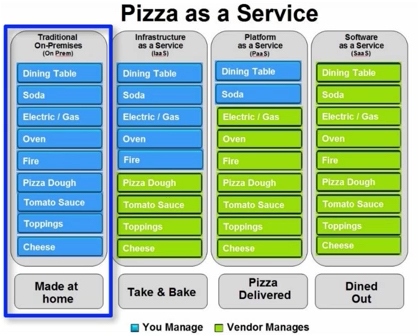 Pizza as a Service
Traditional
On-Premises
(On Prem)
Dining Table
Soda
Electric / Gas
Oven
Fire
Pizza Dough
Tomato Sauce
Toppings
Cheese
Made at
home
Infrastructure
as a Service
(IaaS)
Dining Table
Soda
Electric / Gas
Oven
Fire
Pizza Dough
Tomato Sauce
Toppings
Cheese
Take & Bake
Platform
as a Service
(PaaS)
Dining Table
Soda
Electric / Gas
Oven
Fire
Pizza Dough
Tomato Sauce
Toppings
Cheese
Pizza
Delivered
Software
as a Service
(SaaS)
Dining Table
Soda
Electric / Gas
Oven
Fire
Pizza Dough
Tomato Sauce
Toppings
Cheese
Dined
Out
You Manage
Vendor Manages